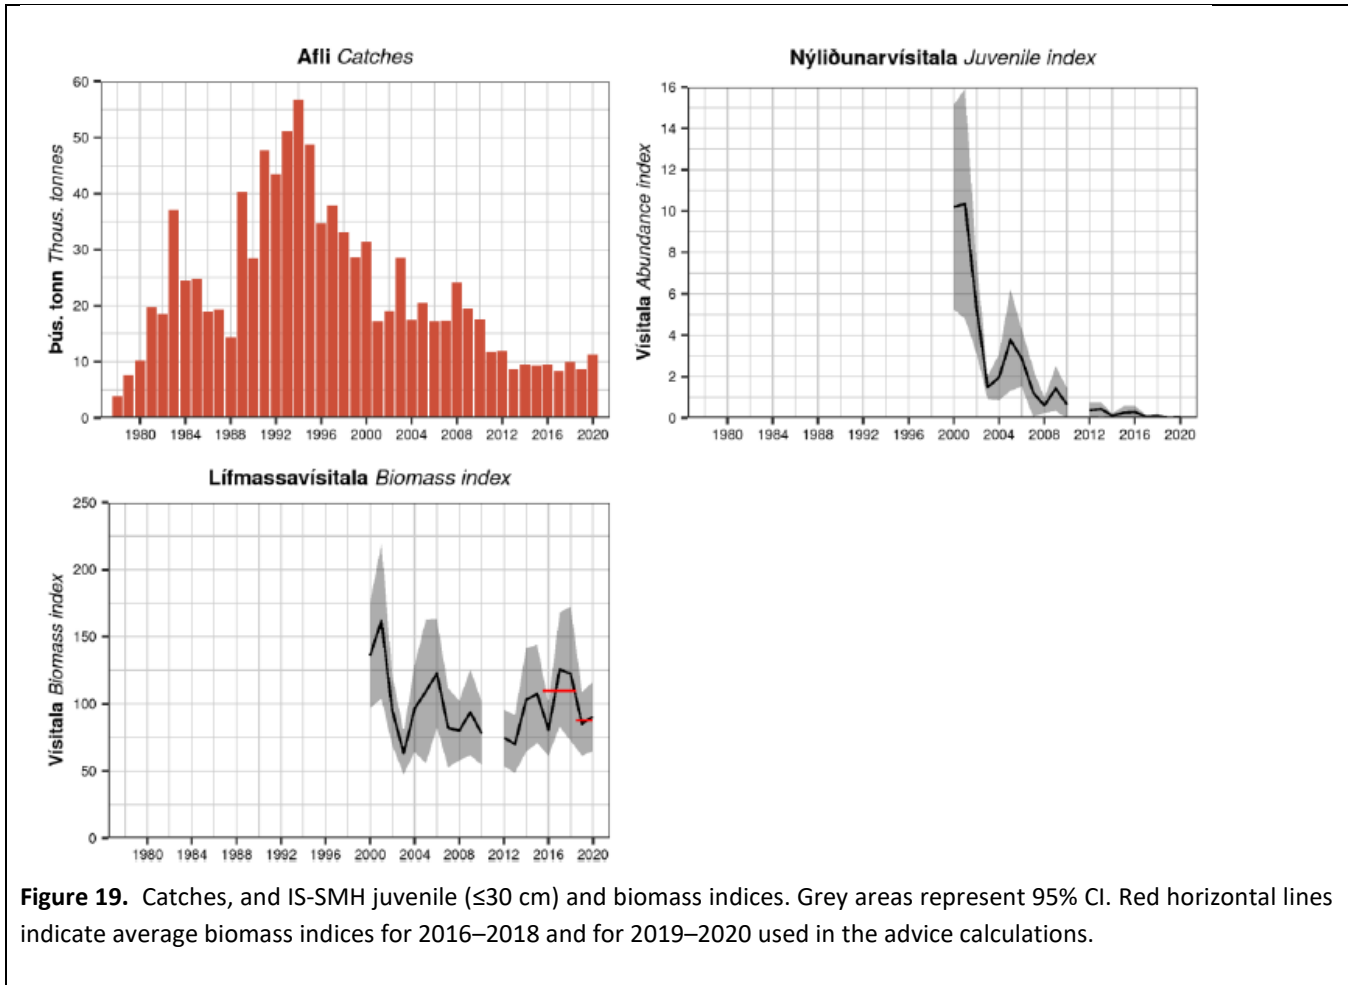 Afli Catches
Þús. tonn Thous. tonnes
60
50
40
30
20
10
0
1980 1984 1988 1992 1996 2000 2004 2008 2012 2016 2020
Nýliðunarvísitala Juvenile index
Vísitala Abundance index
16
14
12
10
8
6
4
2
0
1980 1984 1988 1992 1996 2000 2004 2008 2012 2016 2020
Lífmassavísitala Biomass index
Vísitala Biomass index
250
200
150
100
50
0
1980 1984 1988 1992 1996 2000 2004 2008 2012 2016 2020
Figure 19. Catches, and IS-SMH juvenile (≤30 cm) and biomass indices. Grey areas represent 95% CI. Red horizontal lines
indicate average biomass indices for 2016–2018 and for 2019–2020 used in the advice calculations.